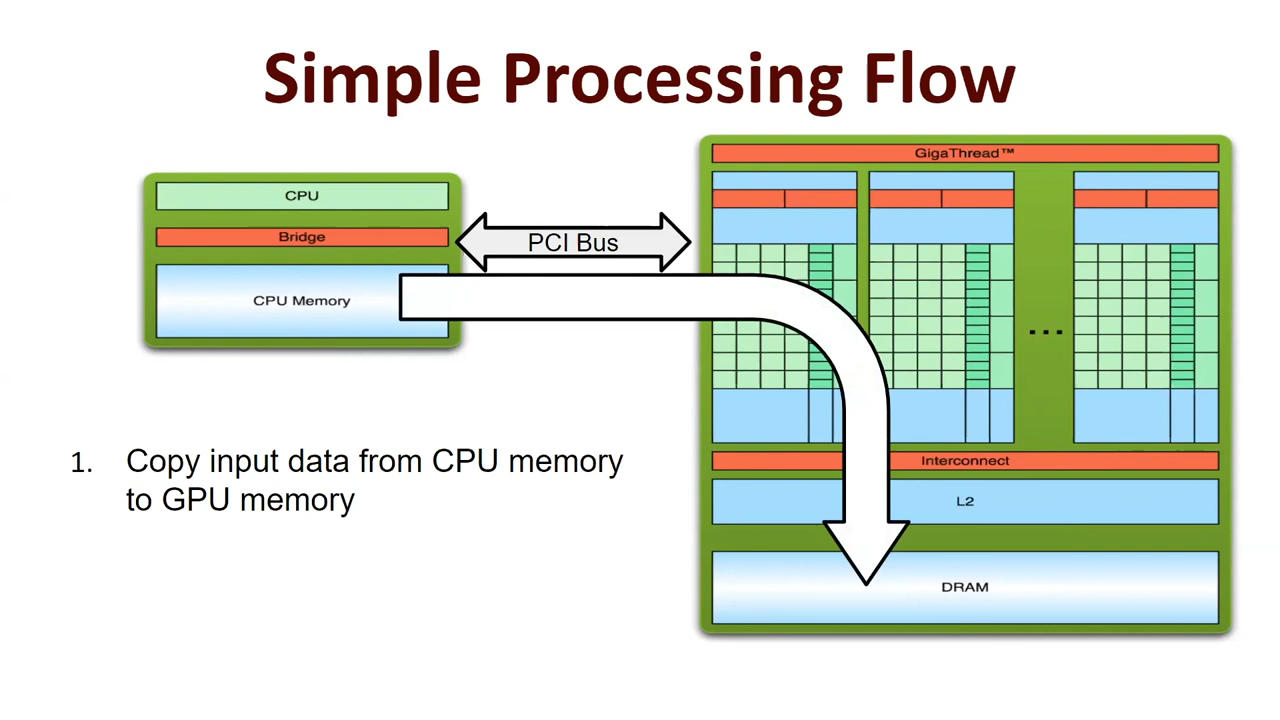 Simple Processing Flow
GigaThread™
CPU
Bridge
PCI Bus
CPU Memory
...
1. Copy input data from CPU memory
to GPU memory
Interconnect
L2
DRAM